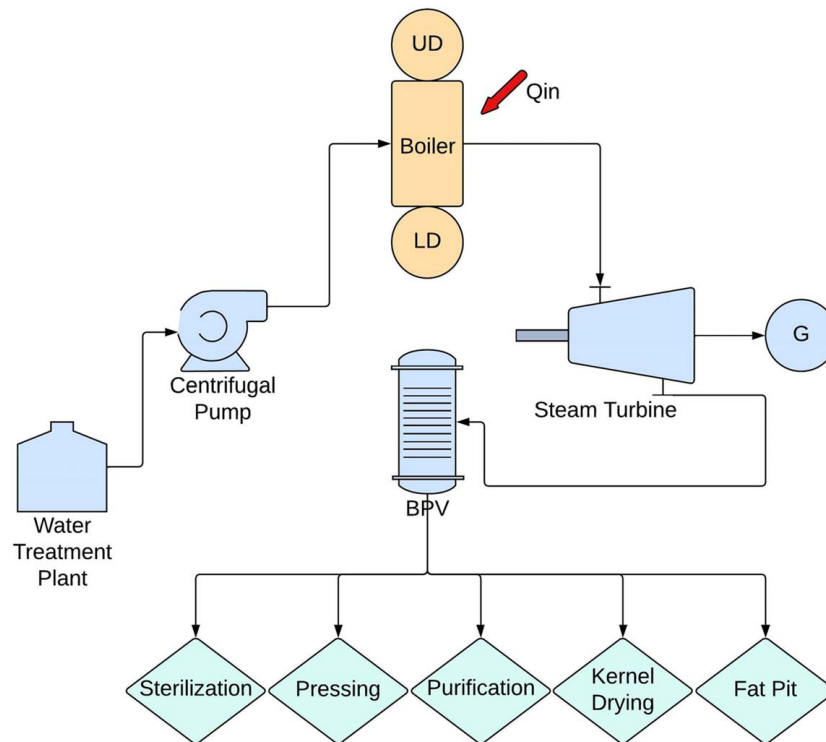 UD
Qin
Boiler
LD
G
Centrifugal
Pump
Steam Turbine
Water
Treatment
Plant
BPV
Sterilization
Pressing
Purification
Kernel
Drying
Fat Pit